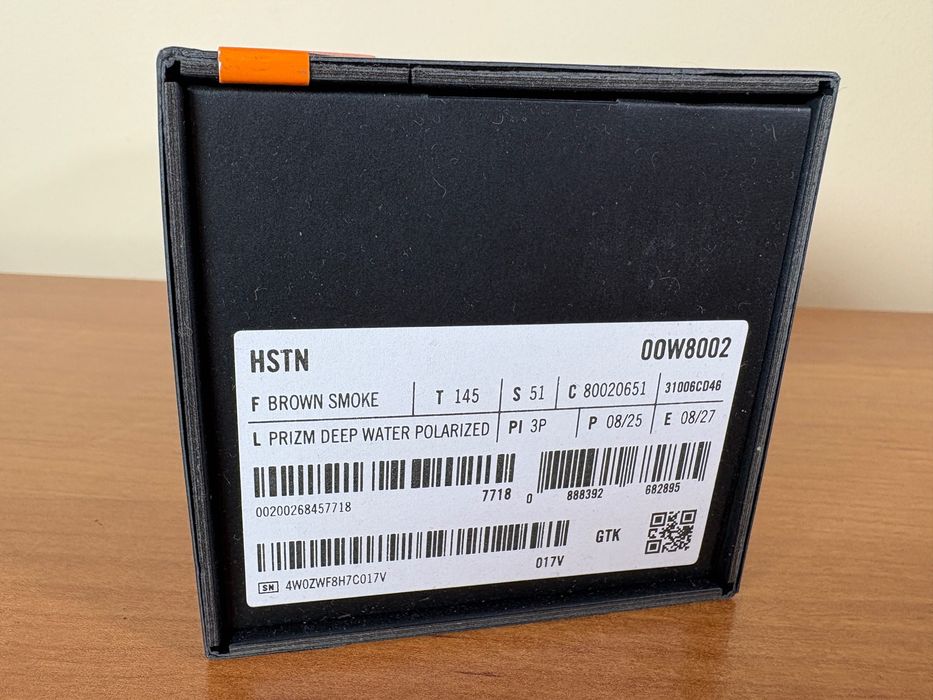 HSTN 00W8002
F BROWN SMOKE T 145 S 51 C 80020651 31006CD46
L PRIZM DEEP WATER POLARIZED PI 3P P 08/25 E 08/27
7718 0 888392 682895
00200268457718
017V GTK
SN 4W0ZWF8H7C017V